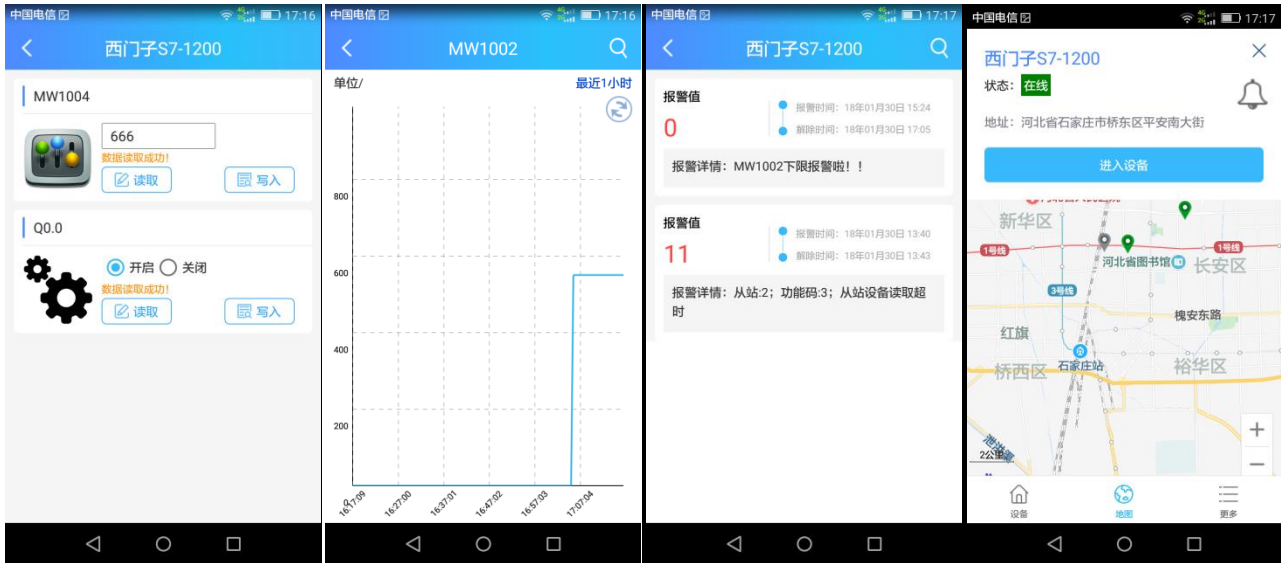 中国电信
17:16
西门子S7-1200
MW1004
666
数据读取成功!
读取
写入
Q0.0
开启
关闭
数据读取成功!
读取
写入
中国电信
17:16
MW1002
单位/
最近1小时
800
600
400
200
0
16:17:09
16:27:00
16:37:01
16:47:02
16:57:03
17:07:04
中国电信
17:17
西门子S7-1200
报警值
0
报警时间：18年01月30日 15:24
解除时间：18年01月30日 17:05
报警详情：MW1002下限报警啦！！
报警值
11
报警时间：18年01月30日 13:40
解除时间：18年01月30日 13:43
报警详情：从站:2；功能码:3；从站设备读取超
时
中国电信
17:17
西门子S7-1200
状态：在线
地址：河北省石家庄市桥东区平安南大街
进入设备
新华区
1号线
1号线
河北省图书馆
长安区
3号线
槐安东路
红旗
石家庄站
桥西区
裕华区
2公里
设备
地图
更多